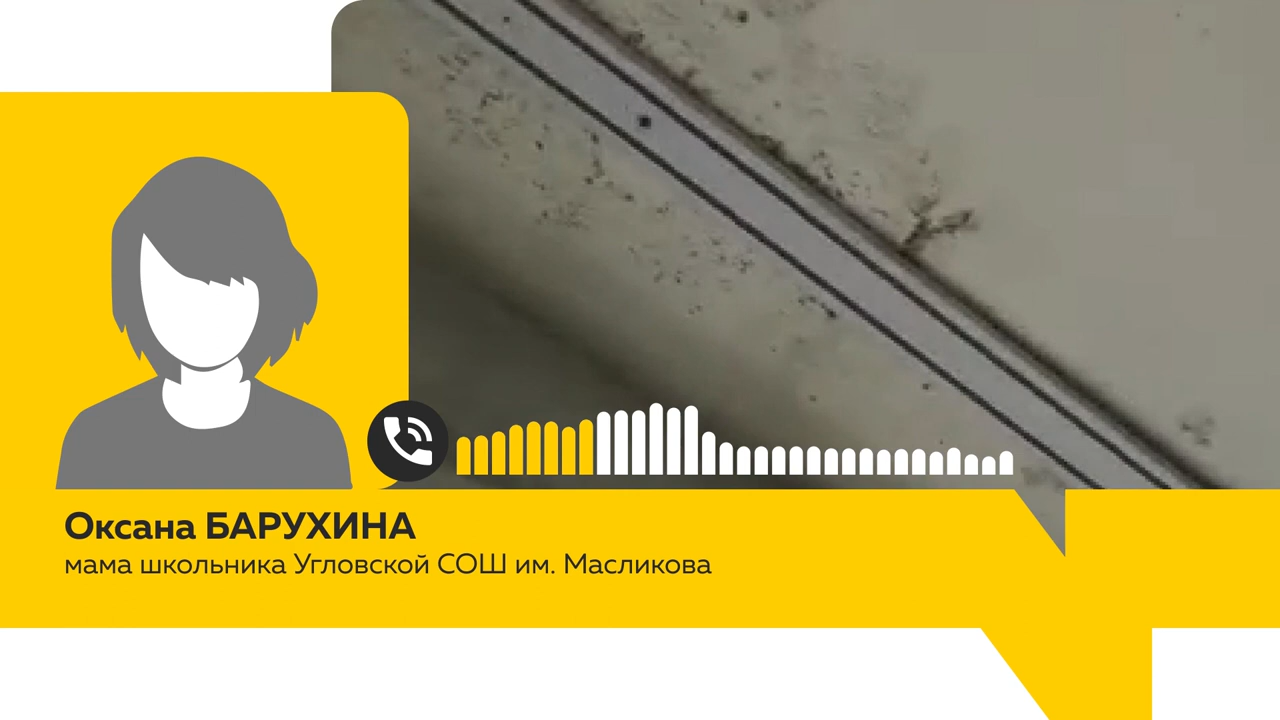 Оксана БАРУХИНА
мама школьника Угловской СОШ им. Масликова